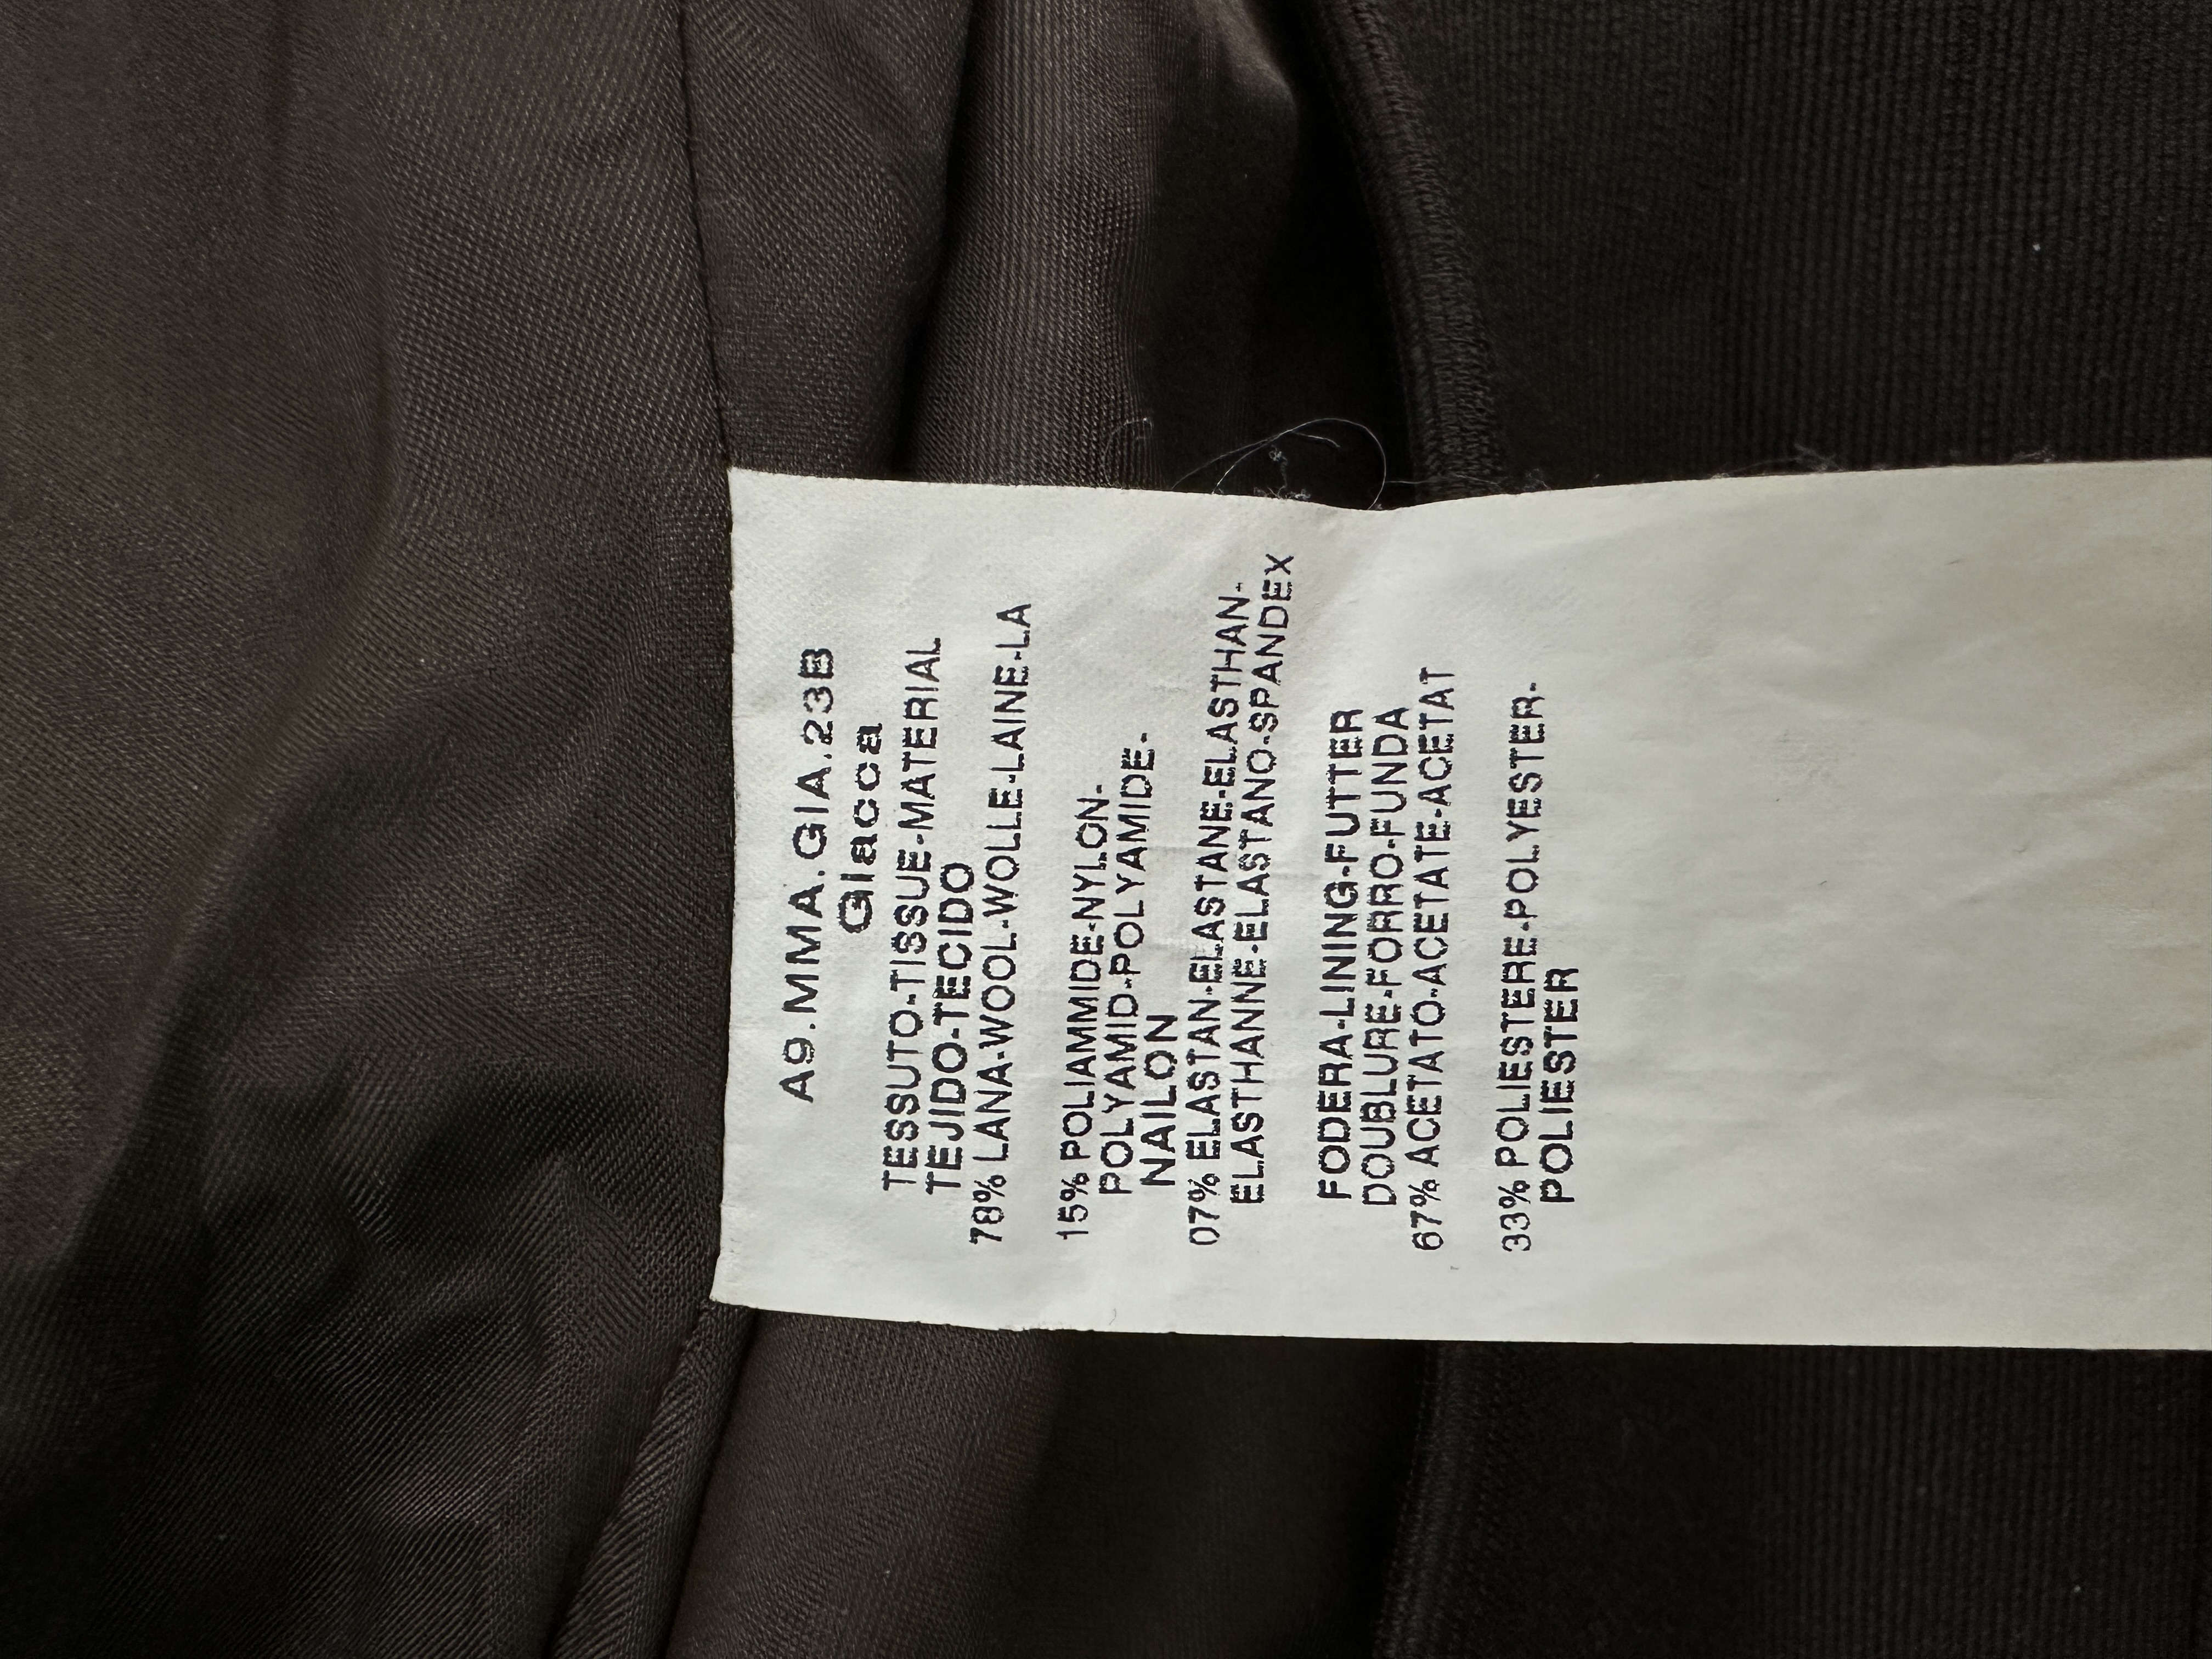 A9.MMA.GIA.23B
Giacca
TESSUTO-TISSUE-MATERIAL
TEJIDO-TECIDO
78% LANA-WOOL-WOLLE-LAINE-LA
15% POLIAMMIDE-NYLON-
POLYAMID-POLYAMIDE-
NAILON
07% ELASTAN-ELASTANE-ELASTHAN-
ELASTHANNE-ELASTANO-SPANDEX
FODERA-LINING-FUTTER
DOUBLURE-FORRO-FUNDA
67% ACETATO-ACETATE-ACETAT
33% POLIESTERE-POLYESTER-
POLIESTER